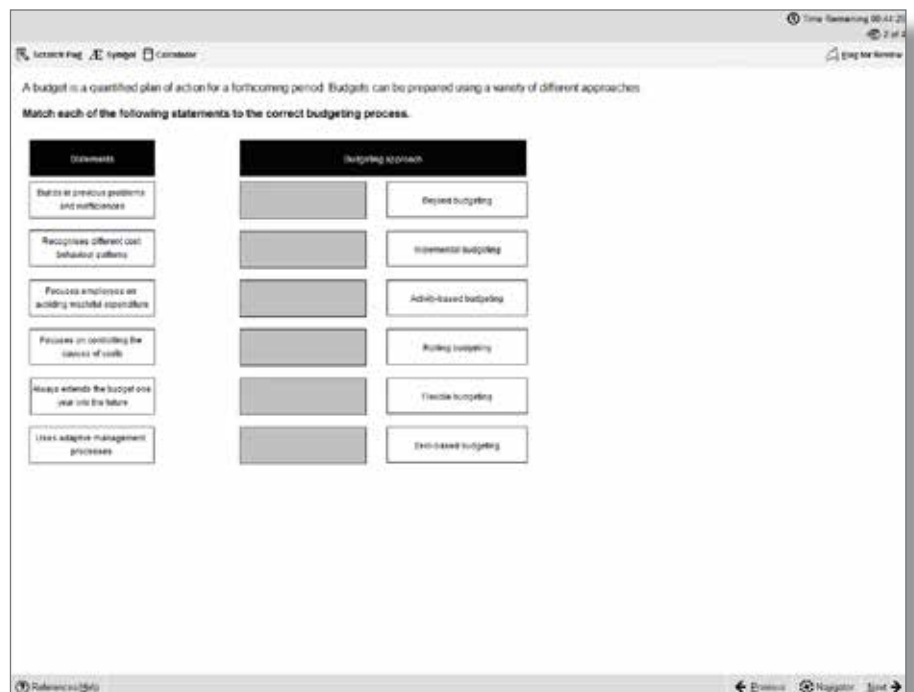 Time Remaining
2 of 4
Scratch Pad Symbol Calculator
Flag for Review
A budget is a quantified plan of action for a forthcoming period. Budgets can be prepared using a variety of different approaches
Match each of the following statements to the correct budgeting process.
Statements
Budgeting approach
Builds in previous problems
and inefficiencies
Beyond budgeting
Recognises different cost
behaviour patterns
Incremental budgeting
Focuses employees on
avoiding wasteful expenditure
Activity-based budgeting
Focuses on controlling the
causes of costs
Rolling budgeting
Always extends the budget one
year into the future
Flexible budgeting
Uses adaptive management
processes
Zero-based budgeting
References Help
Previous Navigator Next